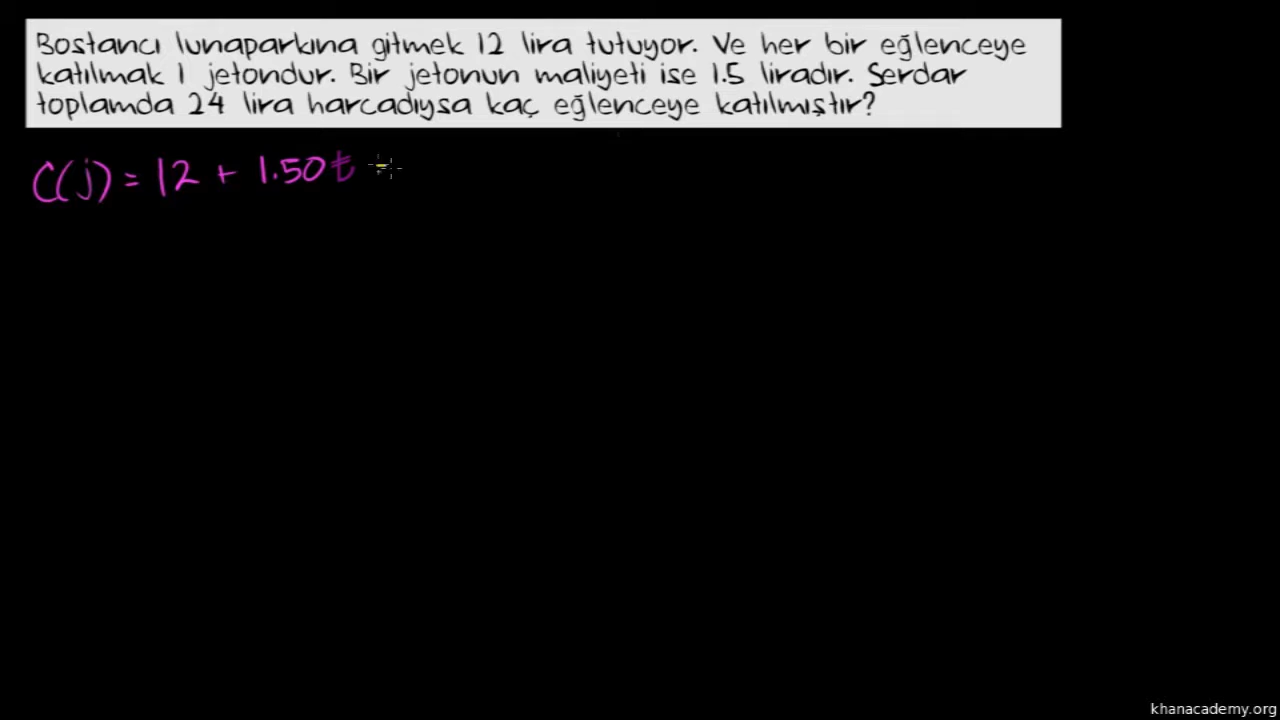 Bostancı lunaparkına gitmek 12 lira tutuyor. Ve her bir eğlenceye
katılmak 1 jetondur. Bir jetonun maliyeti ise 1.5 liradır. Serdar
toplamda 24 lira harcadıysa kaç eğlenceye katılmıştır?
C(j) = 12 + 1.50 ₺
khanacademy.org